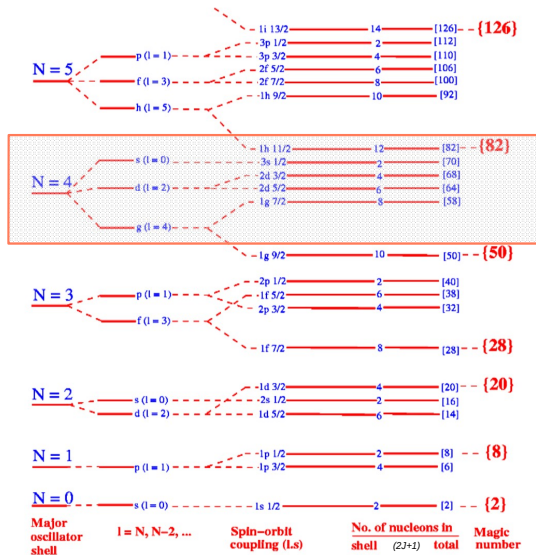 1i 13/2 14 [126] {126}
3p 1/2 2 [112]
N = 5 p (l = 1) 3p 3/2 4 [110]
2f 5/2 6 [106]
f (l = 3) 2f 7/2 8 [100]
h (l = 5) 1h 9/2 10 [92]
1h 11/2 12 [82] {82}
s (l = 0) 3s 1/2 2 [70]
N = 4 2d 3/2 4 [68]
d (l = 2) 2d 5/2 6 [64]
1g 7/2 8 [58]
g (l = 4)
1g 9/2 10 [50] {50}
2p 1/2 2 [40]
N = 3 p (l = 1) 1f 5/2 6 [38]
2p 3/2 4 [32]
f (l = 3)
1f 7/2 8 [28] {28}
1d 3/2 4 [20] {20}
N = 2 s (l = 0) 2s 1/2 2 [16]
d (l = 2) 1d 5/2 6 [14]
N = 1 1p 1/2 2 [8] {8}
p (l = 1) 1p 3/2 4 [6]
N = 0 s (l = 0) 1s 1/2 2 [2] {2}
Major
oscillator
shell
l = N, N-2, ...
Spin-orbit
coupling (l.s)
No. of nucleons in
shell (2J+1) total
Magic
number